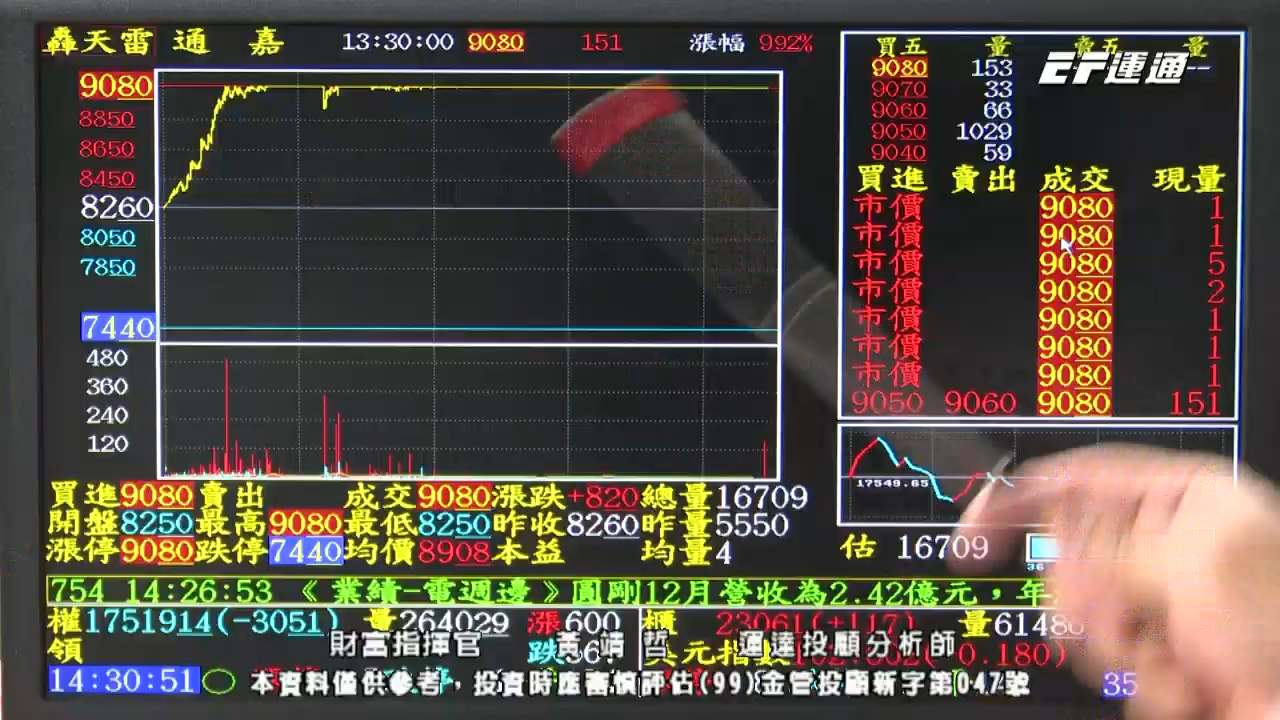 轟天雷 通 嘉 13:30:00 9080 151 漲幅 992%
9080
8850
8650
8450
8260
8050
7850
7440
480
360
240
120
買五 量 賣五 量
EF運通
9080 153
9070 33
9060 66
9050 1029
9040 59
買進 賣出 成交 現量
市價 9080 1
市價 9080 1
市價 9080 5
市價 9080 2
市價 9080 1
市價 9080 1
市價 9080 1
9050 9060 9080 151
17549.65
買進9080賣出 成交9080漲跌+820總量16709
開盤8250最高9080最低8250昨收8260昨量5550
漲停9080跌停7440均價8908本益 均量4
估 16709
36
754 14:26:53 《業績-電週邊》圓剛12月營收為2.42億元，年
權1751914(-3051) 量264029 漲600 櫃 23061(+117) 量61480
領 跌 美元指數
財富指揮官 黃靖哲 運達投顧分析師
14:30:51 本資料僅供參考，投資時應審慎評估(99)金管投顧新字第047號 35